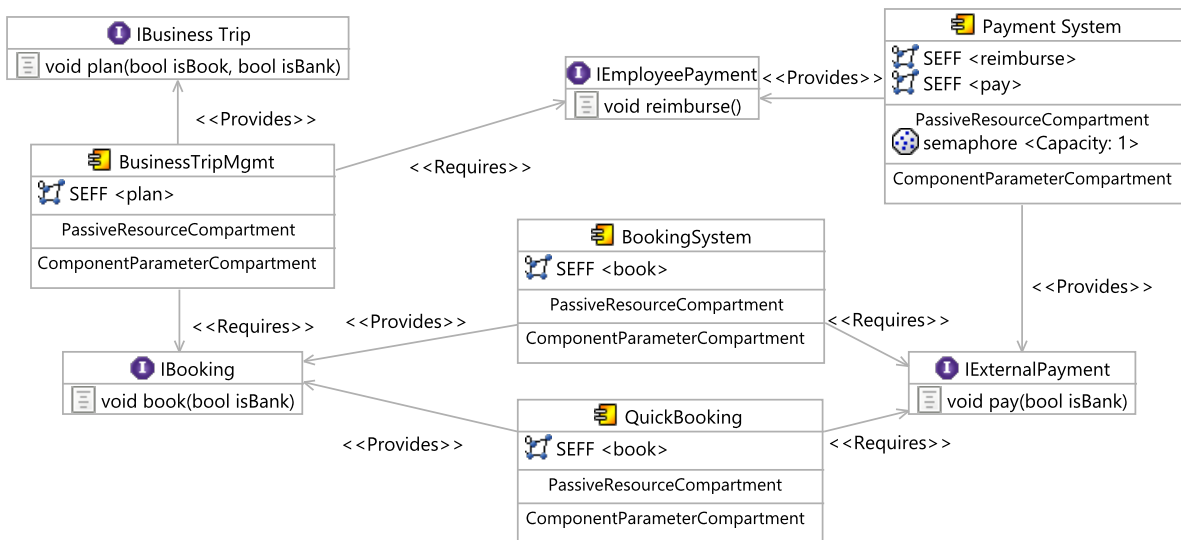 IBusiness Trip
void plan(bool isBook, bool isBank)
<<Provides>>
BusinessTripMgmt
SEFF <plan>
PassiveResourceCompartment
ComponentParameterCompartment
<<Requires>>
IEmployeePayment
void reimburse()
<<Provides>>
Payment System
SEFF <reimburse>
SEFF <pay>
PassiveResourceCompartment
semaphore <Capacity: 1>
ComponentParameterCompartment
<<Provides>>
BookingSystem
SEFF <book>
PassiveResourceCompartment
ComponentParameterCompartment
<<Requires>>
<<Provides>>
<<Requires>>
IBooking
void book(bool isBank)
IExternalPayment
void pay(bool isBank)
QuickBooking
SEFF <book>
PassiveResourceCompartment
ComponentParameterCompartment
<<Provides>>
<<Requires>>